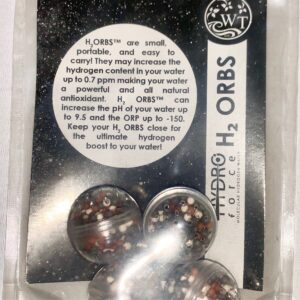 WT
H₂ORBS™ are small,
portable, and easy to
carry! They may increase the
hydrogen content in your water
up to 0.7 ppm making your water
a powerful and all natural
antioxidant. H₂ ORBS™ can
increase the pH of your water up
to 9.5 and the ORP up to -150.
Keep your H₂ ORBS close for
the ultimate hydrogen
boost to your water!
HYDRO
force
H₂ ORBS